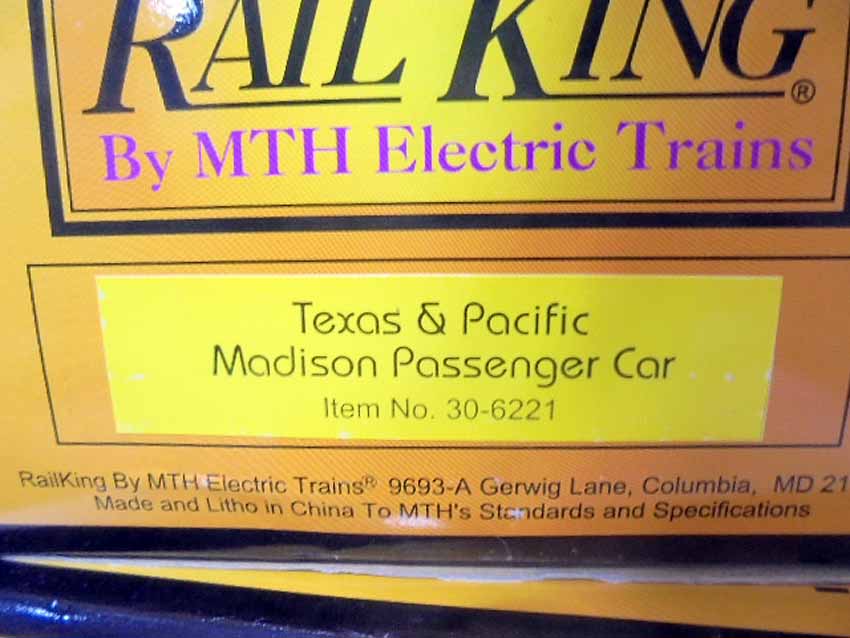 RAIL KING®
By MTH Electric Trains
Texas & Pacific
Madison Passenger Car
Item No. 30-6221
RailKing By MTH Electric Trains® 9693-A Gerwig Lane, Columbia, MD 21
Made and Litho in China To MTH's Standards and Specifications